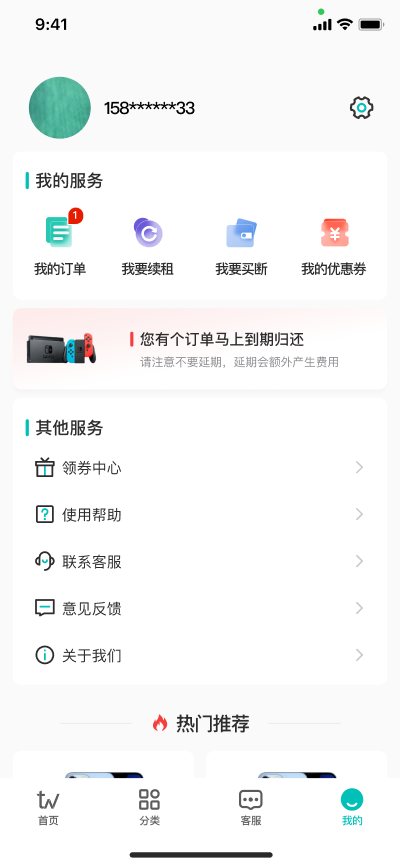 9:41
158******33
我的服务
1
我的订单 我要续租 我要买断 我的优惠券
您有个订单马上到期归还
请注意不要延期，延期会额外产生费用
其他服务
领券中心
使用帮助
联系客服
意见反馈
关于我们
热门推荐
首页 分类 客服 我的